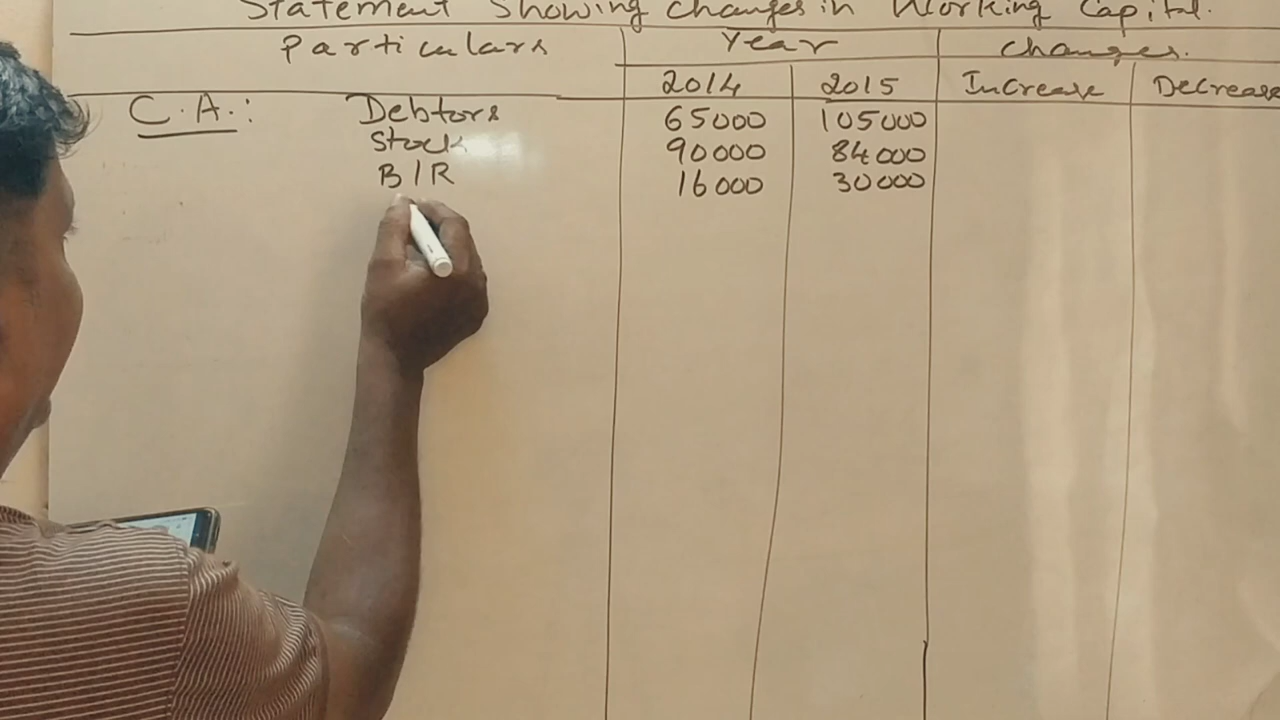 Statement Showing Changes in Working Capital.
Particulars Year Changes.
2014 2015 Increase Decrease
C.A.: Debtors 65000 105000
Stock 90000 84000
B/R 16000 30000